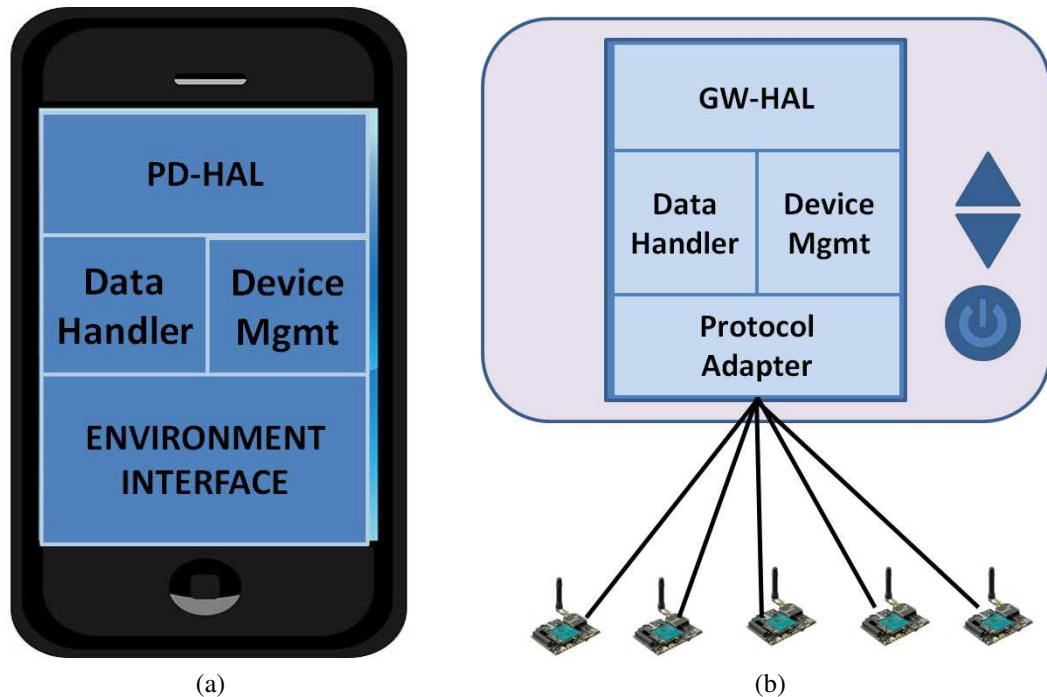 PD-HAL
Data
Handler
Device
Mgmt
ENVIRONMENT
INTERFACE
(a)
GW-HAL
Data
Handler
Device
Mgmt
Protocol
Adapter
(b)